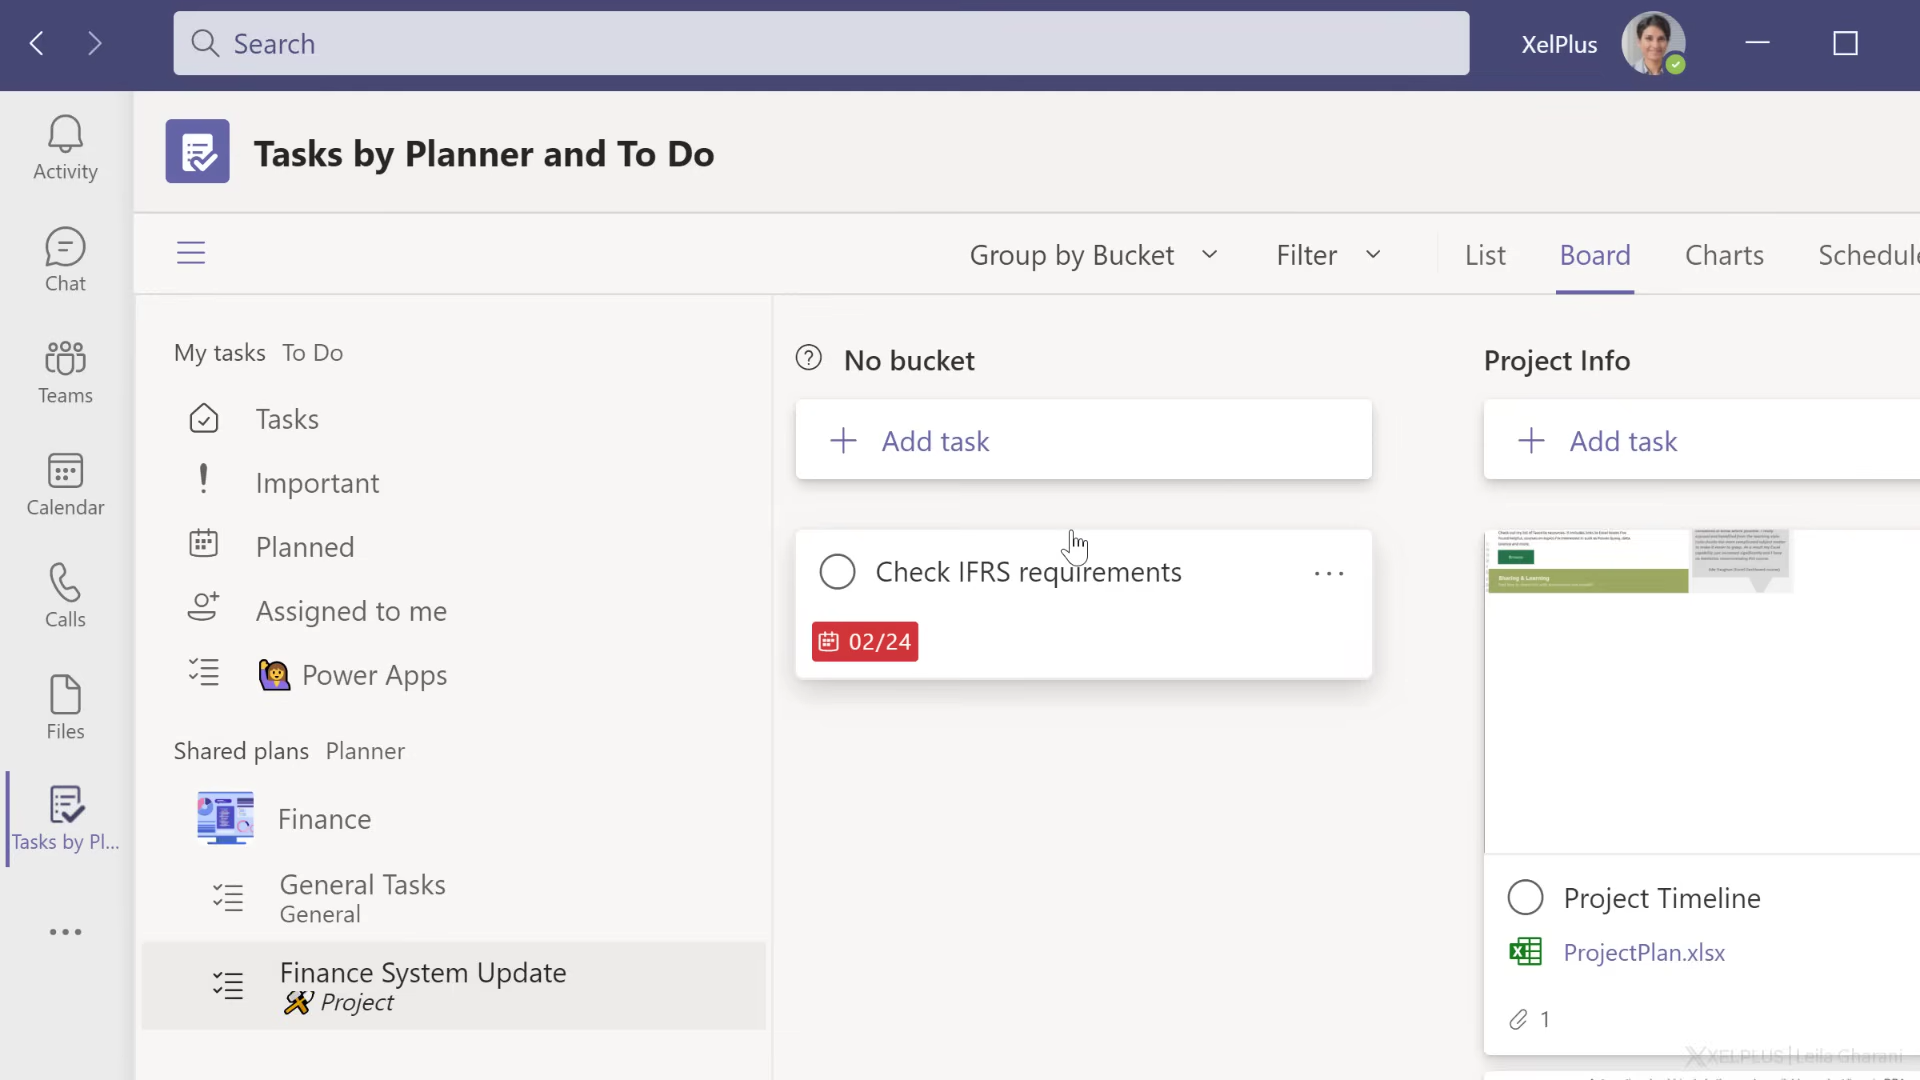 Search
XelPlus
Activity
Chat
Teams
Calendar
Calls
Files
Tasks by Pl...
Tasks by Planner and To Do
Group by Bucket
Filter
List
Board
Charts
Schedule
My tasks To Do
Tasks
Important
Planned
Assigned to me
Power Apps
Shared plans Planner
Finance
General Tasks
General
Finance System Update
Project
No bucket
Add task
Check IFRS requirements
02/24
Project Info
Add task
Project Timeline
ProjectPlan.xlsx
1
XELPLUS | Leila Gharani